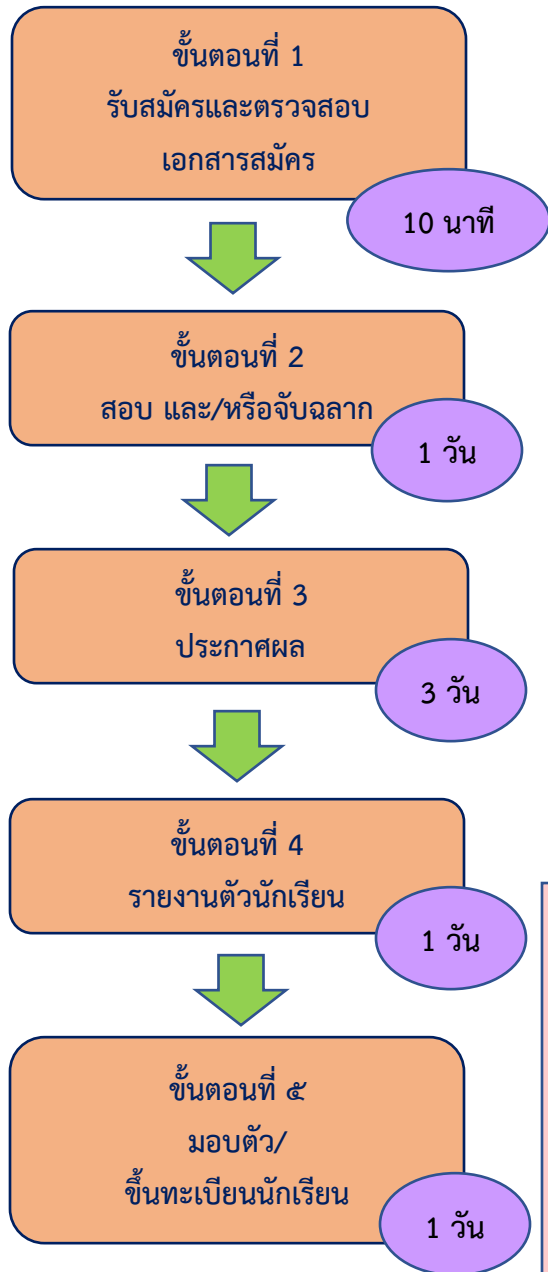 ขั้นตอนที่ 1
รับสมัครและตรวจสอบ
เอกสารสมัคร
10 นาที
ขั้นตอนที่ 2
สอบ และ/หรือจับฉลาก
1 วัน
ขั้นตอนที่ 3
ประกาศผล
3 วัน
ขั้นตอนที่ 4
รายงานตัวนักเรียน
1 วัน
ขั้นตอนที่ ๕
มอบตัว/
ขึ้นทะเบียนนักเรียน
1 วัน